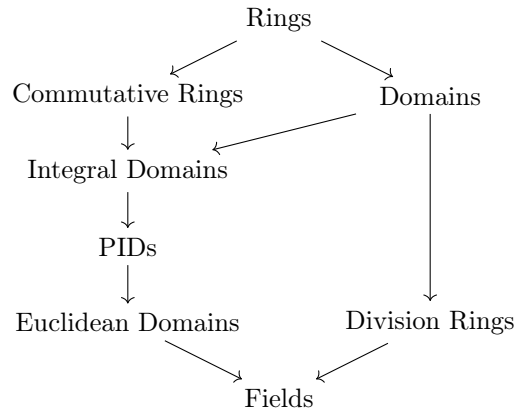 Rings
Commutative Rings
Domains
Integral Domains
PIDs
Euclidean Domains
Division Rings
Fields